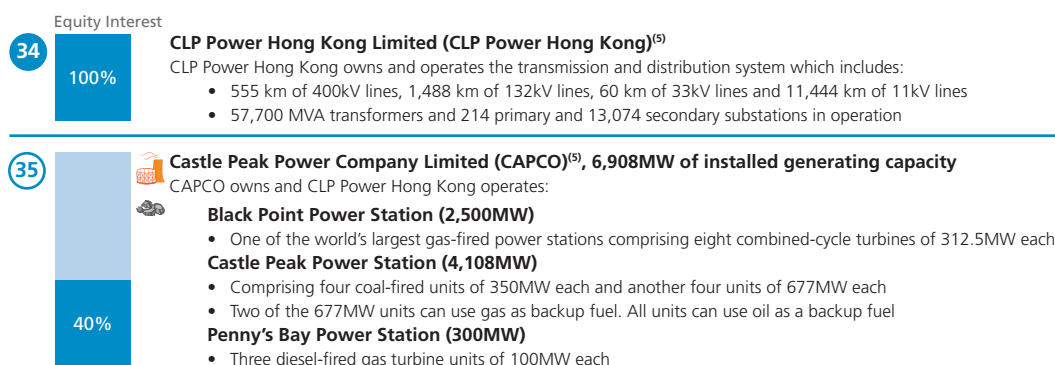 Equity Interest
34
100%
CLP Power Hong Kong Limited (CLP Power Hong Kong)(5)
CLP Power Hong Kong owns and operates the transmission and distribution system which includes:
• 555 km of 400kV lines, 1,488 km of 132kV lines, 60 km of 33kV lines and 11,444 km of 11kV lines
• 57,700 MVA transformers and 214 primary and 13,074 secondary substations in operation
35
40%
Castle Peak Power Company Limited (CAPCO)(5), 6,908MW of installed generating capacity
CAPCO owns and CLP Power Hong Kong operates:
Black Point Power Station (2,500MW)
• One of the world's largest gas-fired power stations comprising eight combined-cycle turbines of 312.5MW each
Castle Peak Power Station (4,108MW)
• Comprising four coal-fired units of 350MW each and another four units of 677MW each
• Two of the 677MW units can use gas as backup fuel. All units can use oil as a backup fuel
Penny's Bay Power Station (300MW)
• Three diesel-fired gas turbine units of 100MW each